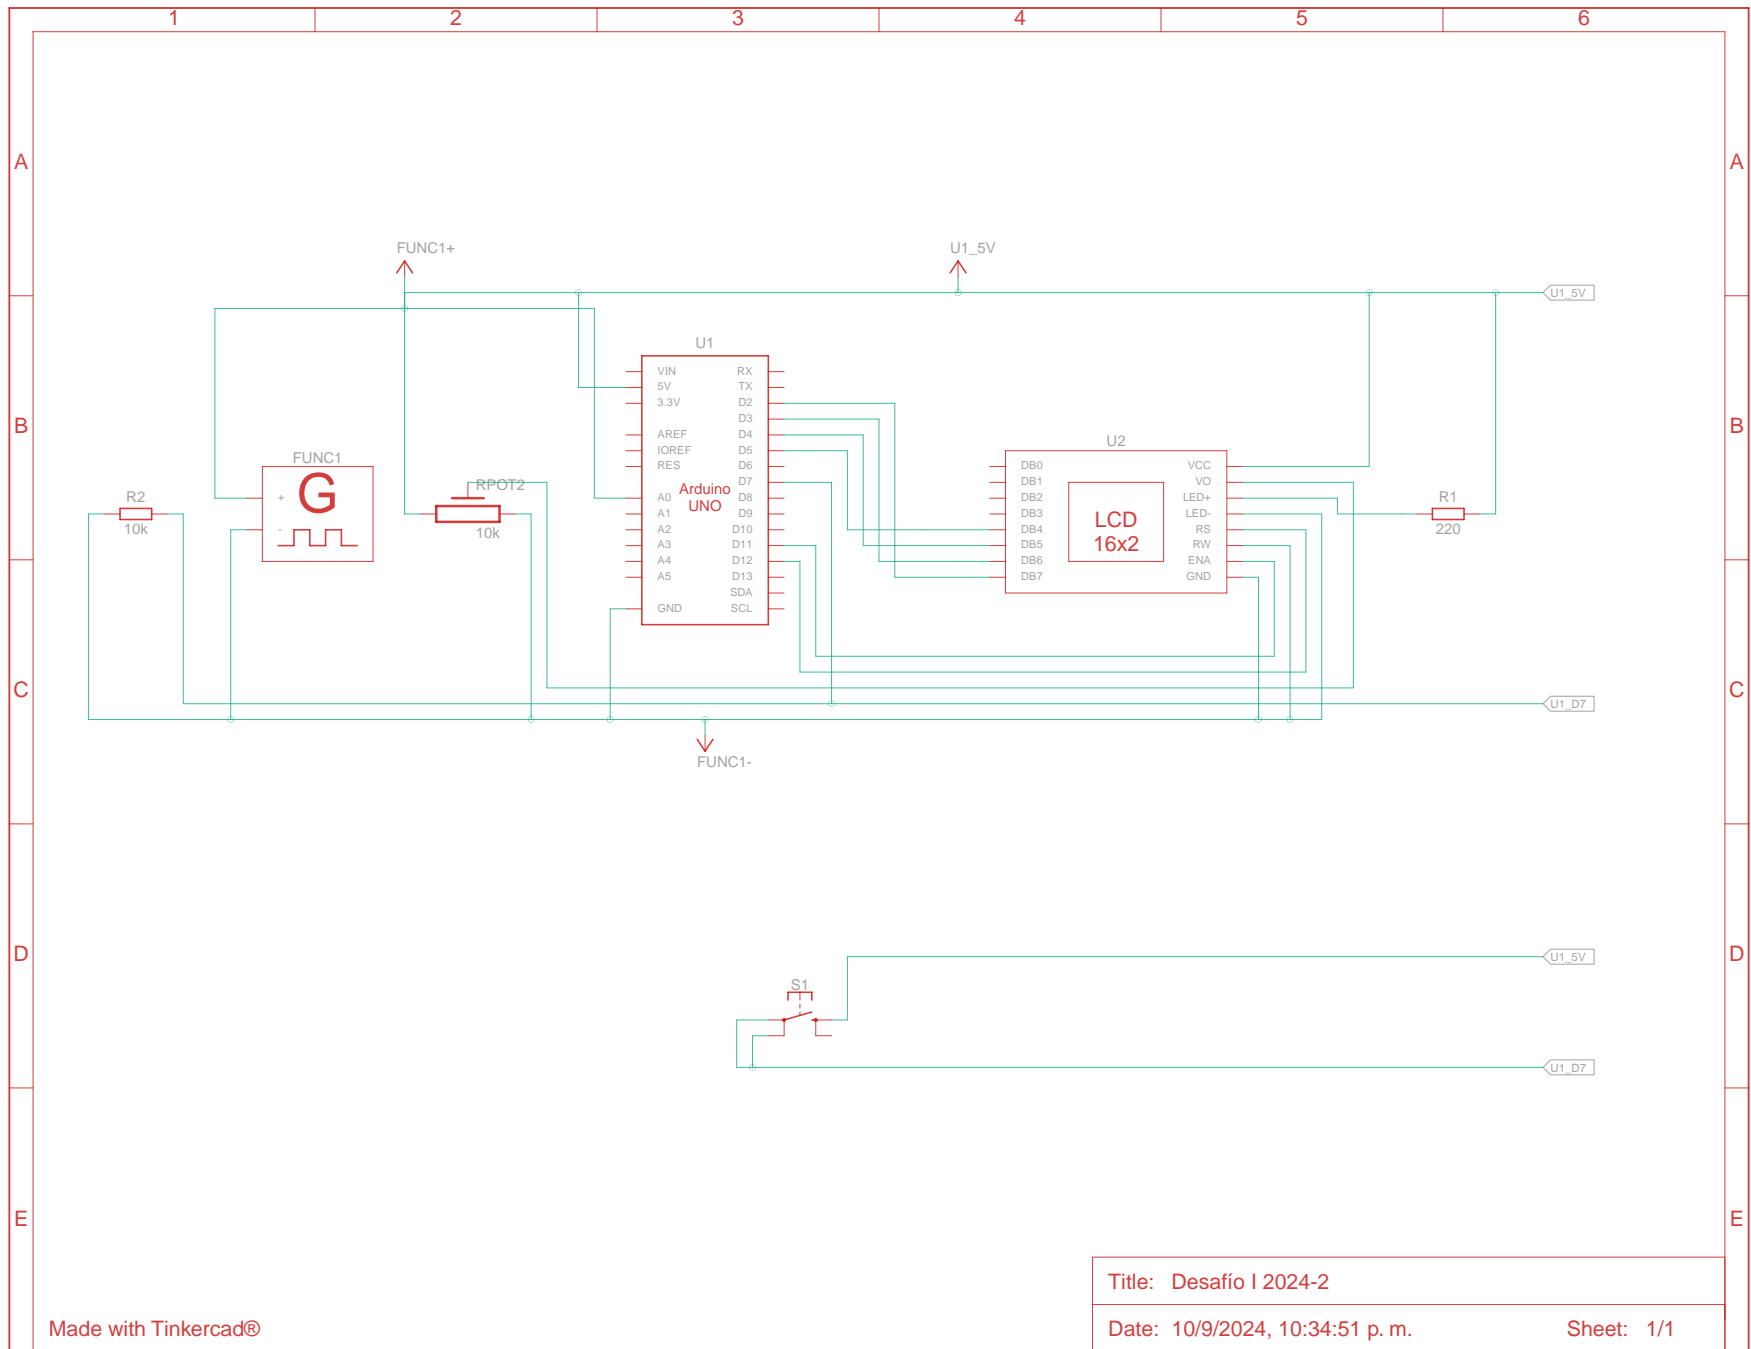 1 2 3 4 5 6
A A
FUNC1+ U1_5V
U1_5V
U1
VIN RX
5V TX
3.3V D2
D3
B AREF D4 B
IOREF D5
RES D6
D7
A0 D8
A1 D9
A2 D10
A3 D11
A4 D12
A5 D13
SDA
GND SCL
Arduino
UNO
FUNC1
G
+
-
RPOT2
10k
R2
10k
U2
DB0 VCC
DB1 VO
DB2 LED+
DB3 LED-
DB4 RS
DB5 RW
DB6 ENA
DB7 GND
LCD
16x2
R1
220
C C
U1_D7
FUNC1-
D D
U1_5V
S1
U1_D7
E E
Title: Desafío I 2024-2
Made with Tinkercad®
Date: 10/9/2024, 10:34:51 p. m. Sheet: 1/1